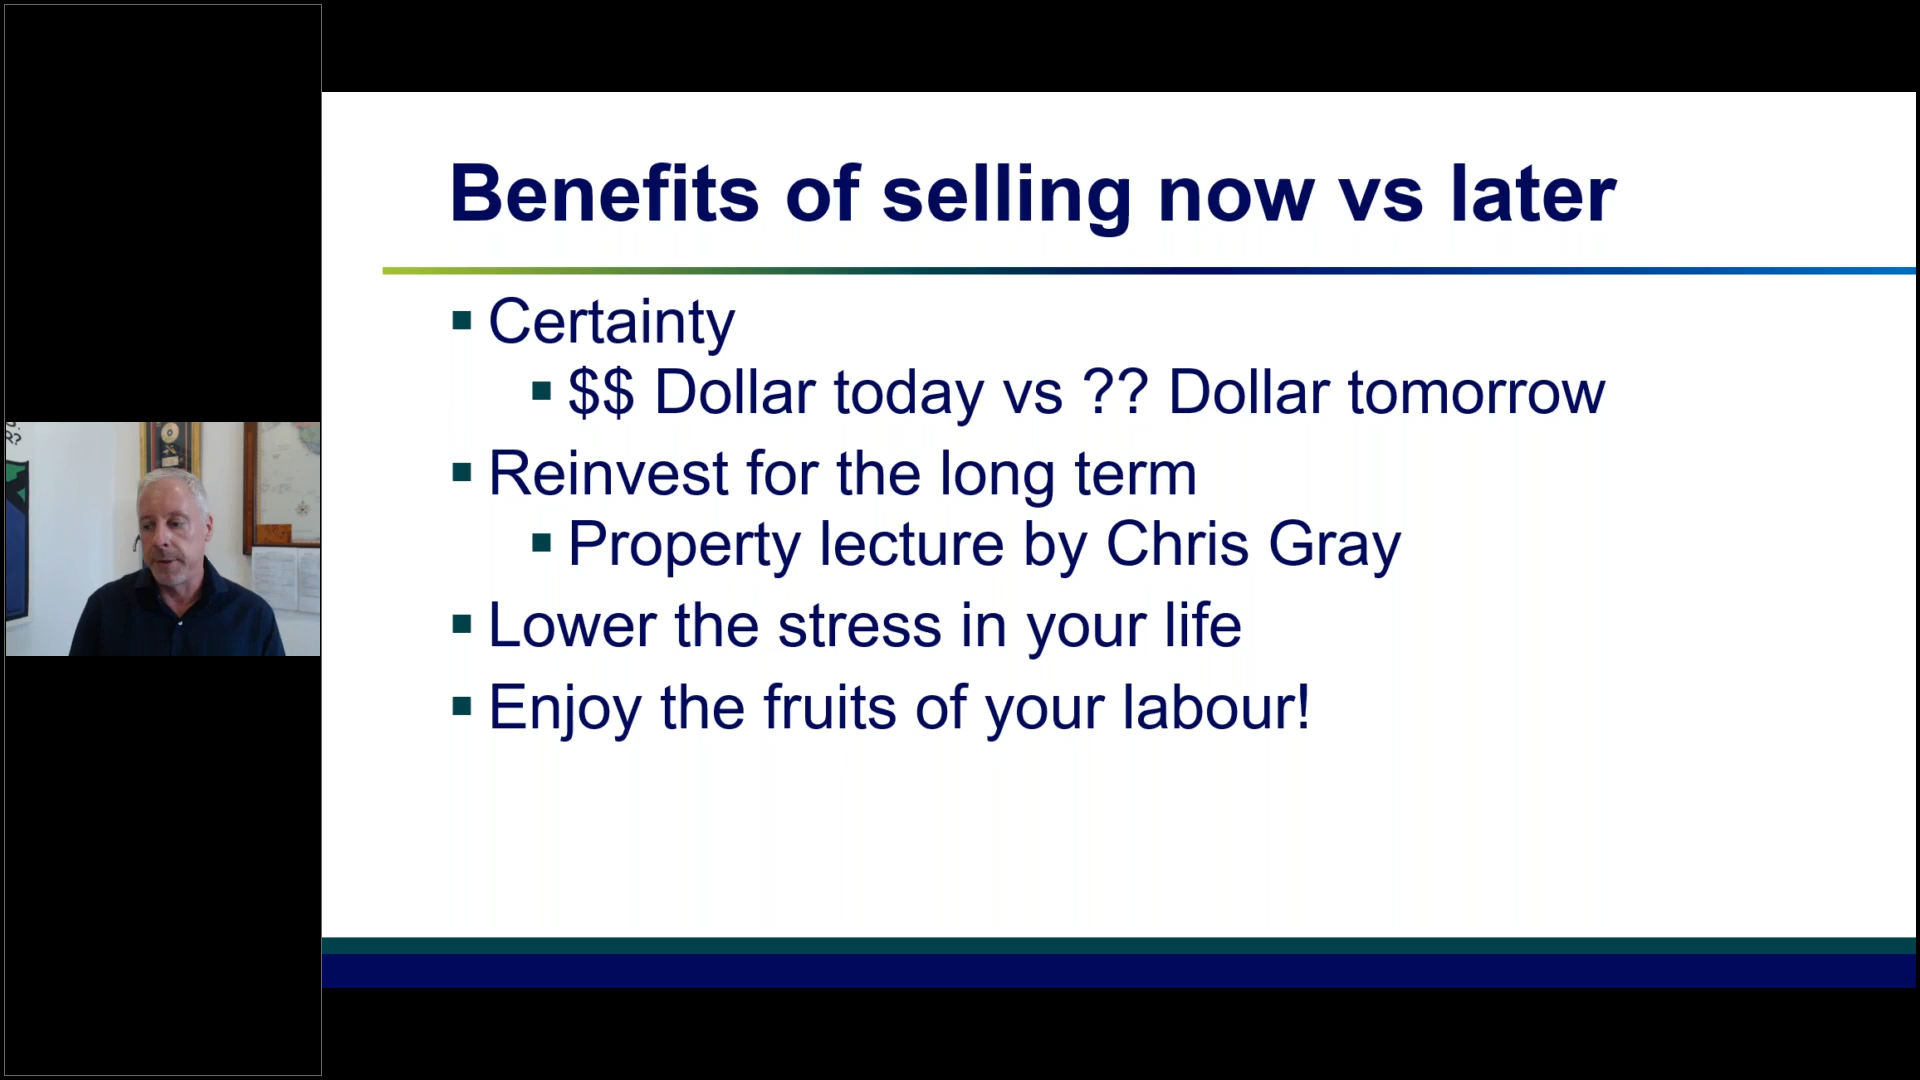 Benefits of selling now vs later
Certainty
$$ Dollar today vs ?? Dollar tomorrow
Reinvest for the long term
Property lecture by Chris Gray
Lower the stress in your life
Enjoy the fruits of your labour!